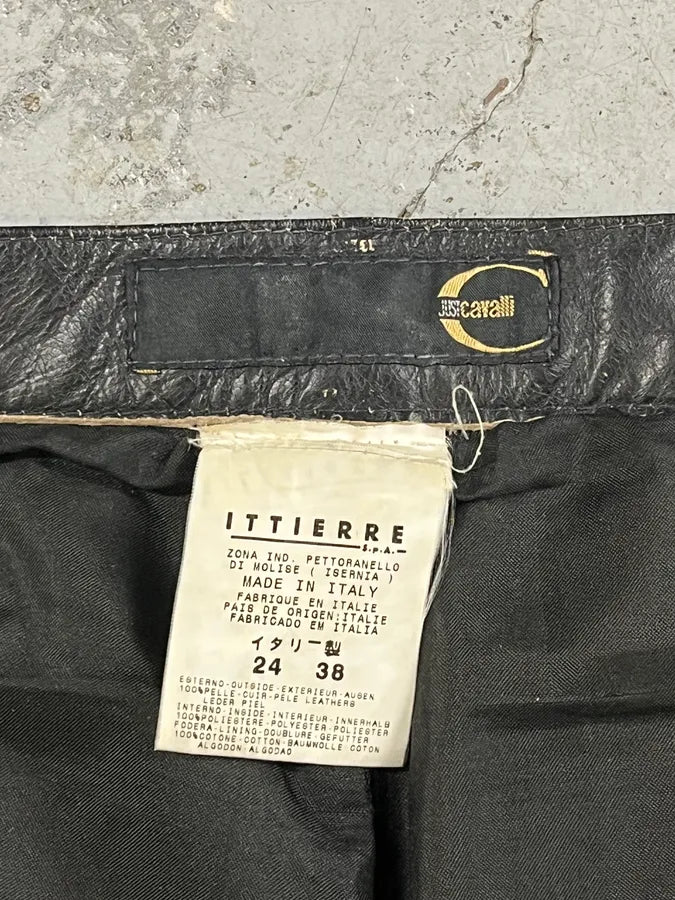 JUST cavalli
ITTIERRE
S.p.A.
ZONA IND. PETTORANELLO
DI MOLISE ( ISERNIA )
MADE IN ITALY
FABRIQUE EN ITALIE
PAIS DE ORIGEN:ITALIE
FABRICADO EM ITALIA
イタリー製
24 38
ESTERNO-OUTSIDE-EXTERIEUR-AUSEN
100%PELLE-CUIR-PELE LEATHERS
LEDER PIEL
INTERNO-INSIDE-INTERIEUR-INNERHALB
100%POLIESTERE-POLYESTER-POLIESTER
FODERA-LINING-DOUBLURE-GEFUTTER
100%COTONE-COTTON-BAUMWOLLE-COTON
ALGODON-ALGODAO